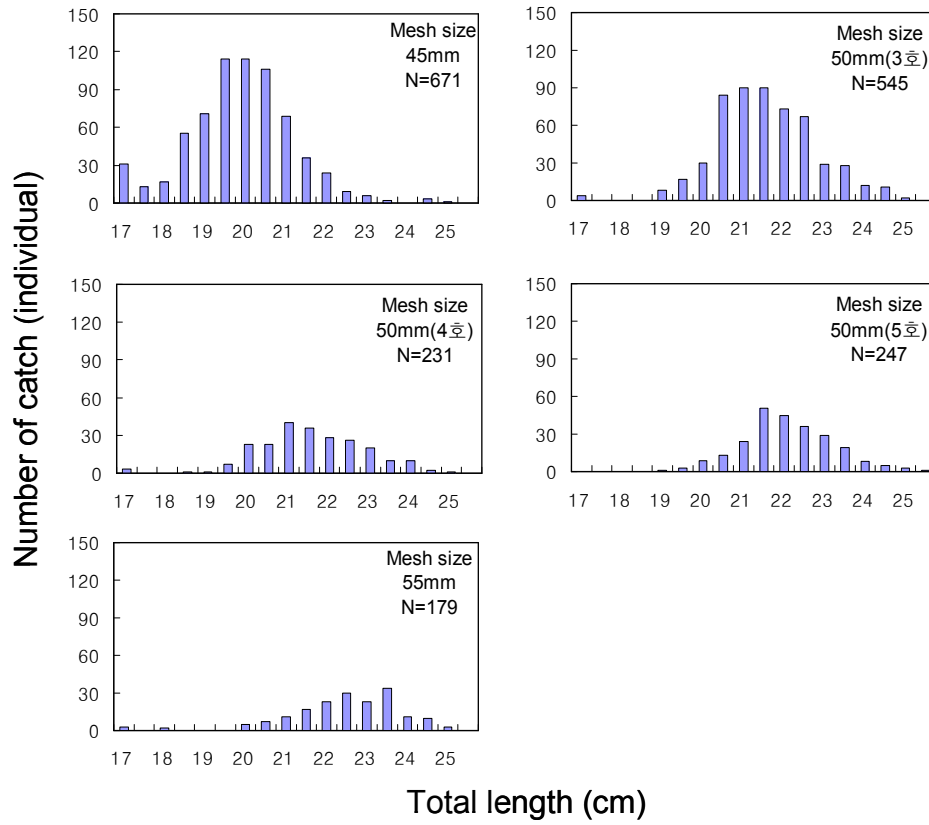 Number of catch (individual)
150
120
90
60
30
0
17 18 19 20 21 22 23 24 25
Mesh size
45mm
N=671
150
120
90
60
30
0
17 18 19 20 21 22 23 24 25
Mesh size
50mm(3호)
N=545
150
120
90
60
30
0
17 18 19 20 21 22 23 24 25
Mesh size
50mm(4호)
N=231
150
120
90
60
30
0
17 18 19 20 21 22 23 24 25
Mesh size
50mm(5호)
N=247
150
120
90
60
30
0
17 18 19 20 21 22 23 24 25
Mesh size
55mm
N=179
Total length (cm)